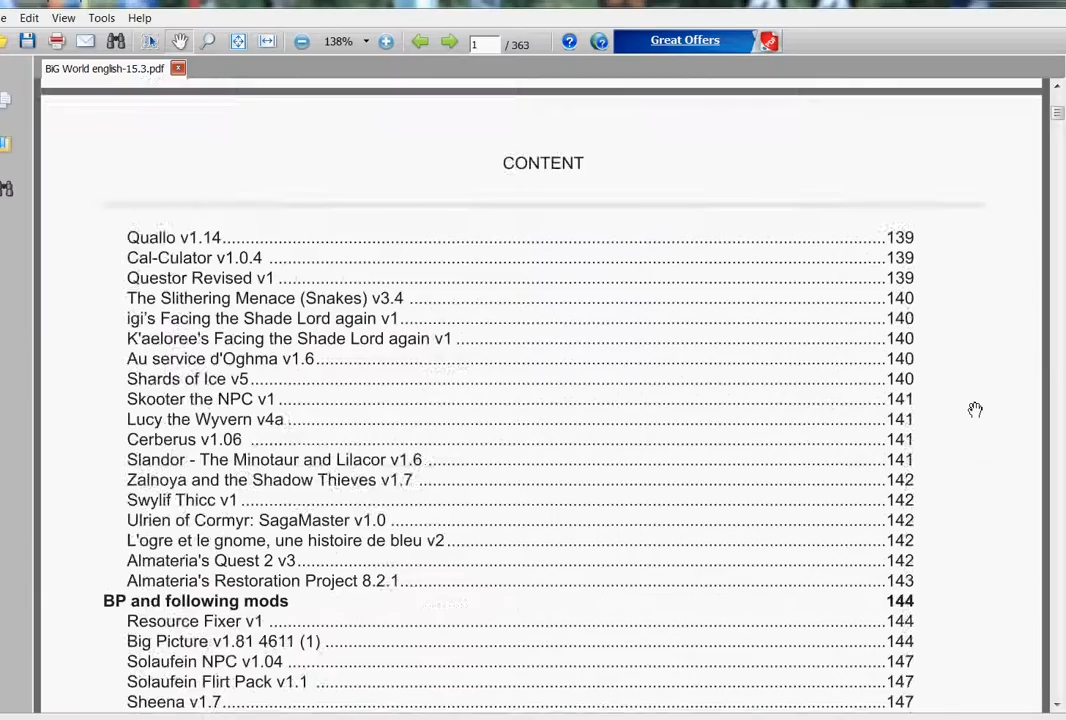 Edit View Tools Help
138% 1 / 363 ? ? Great Offers
BiG World english-15.3.pdf x
CONTENT
Quallo v1.14 139
Cal-Culator v1.0.4 139
Questor Revised v1 139
The Slithering Menace (Snakes) v3.4 140
igi's Facing the Shade Lord again v1 140
K'aeloree's Facing the Shade Lord again v1 140
Au service d'Oghma v1.6 140
Shards of Ice v5 140
Skooter the NPC v1 141
Lucy the Wyvern v4a 141
Cerberus v1.06 141
Slandor - The Minotaur and Lilacor v1.6 141
Zalnoya and the Shadow Thieves v1.7 142
Swylif Thicc v1 142
Ulrien of Cormyr: SagaMaster v1.0 142
L'ogre et le gnome, une histoire de bleu v2 142
Almateria's Quest 2 v3 142
Almateria's Restoration Project 8.2.1 143
BP and following mods 144
Resource Fixer v1 144
Big Picture v1.81 4611 (1) 144
Solaufein NPC v1.04 147
Solaufein Flirt Pack v1.1 147
Sheena v1.7 147